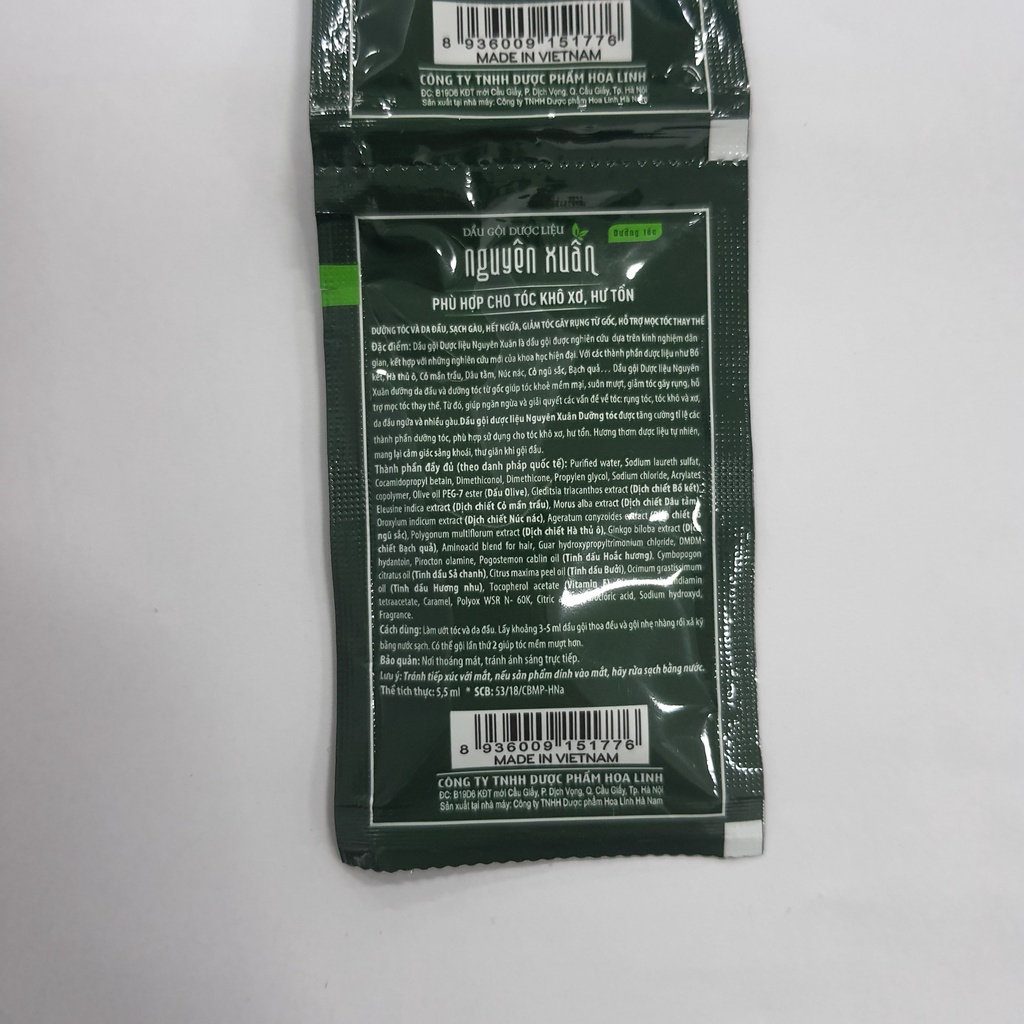 8 936009 151776
MADE IN VIETNAM
CÔNG TY TNHH DƯỢC PHẨM HOA LINH
ĐC: B19D6 KĐT mới Cầu Giấy, P. Dịch Vọng, Q. Cầu Giấy, Tp. Hà Nội
Sản xuất tại nhà máy: Công ty TNHH Dược phẩm Hoa Linh Hà Nam
DẦU GỘI DƯỢC LIỆU
Dưỡng tóc
nguyên xuân
PHÙ HỢP CHO TÓC KHÔ XƠ, HƯ TỔN
DƯỠNG TÓC VÀ DA ĐẦU, SẠCH GÀU, HẾT NGỨA, GIẢM TÓC GÃY RỤNG TỪ GỐC, HỖ TRỢ MỌC TÓC THAY THẾ
Đặc điểm: Dầu gội Dược liệu Nguyên Xuân là dầu gội được nghiên cứu dựa trên kinh nghiệm dân
gian, kết hợp với những nghiên cứu mới của khoa học hiện đại. Với các thành phần dược liệu như Bồ
kết, Hà thủ ô, Cỏ mần trầu, Dâu tằm, Núc nác, Cỏ ngũ sắc, Bạch quả... Dầu gội Dược liệu Nguyên
Xuân dưỡng da đầu và dưỡng tóc từ gốc giúp tóc khoẻ mềm mại, suôn mượt, giảm tóc gãy rụng, hỗ
trợ mọc tóc thay thế. Từ đó, giúp ngăn ngừa và giải quyết các vấn đề về tóc: rụng tóc, tóc khô và xơ,
da đầu ngứa và nhiều gàu.Dầu gội dược liệu Nguyên Xuân Dưỡng tóc được tăng cường tỉ lệ các
thành phần dưỡng tóc, phù hợp sử dụng cho tóc khô xơ, hư tổn. Hương thơm dược liệu tự nhiên,
mang lại cảm giác sảng khoái, thư giãn khi gội đầu.
Thành phần đầy đủ (theo danh pháp quốc tế): Purified water, Sodium laureth sulfat,
Cocamidopropyl betain, Dimethiconol, Dimethicone, Propylen glycol, Sodium chloride, Acrylates
copolymer, Olive oil PEG-7 ester (Dầu Olive), Gleditsia triacanthos extract (Dịch chiết Bồ kết),
Eleusine indica extract (Dịch chiết Cỏ mần trầu), Morus alba extract (Dịch chiết Dâu tằm),
Oroxylum indicum extract (Dịch chiết Núc nác), Ageratum conyzoides extract (Dịch chiết Cỏ
ngũ sắc), Polygonum multiflorum extract (Dịch chiết Hà thủ ô), Ginkgo biloba extract (Dịch
chiết Bạch quả), Aminoacid blend for hair, Guar hydroxypropyltrimonium chloride, DMDM
hydantoin, Pirocton olamine, Pogostemon cablin oil (Tinh dầu Hoắc hương), Cymbopogon
citratus oil (Tinh dầu Sả chanh), Citrus maxima peel oil (Tinh dầu Bưởi), Ocimum gratissimum
oil (Tinh dầu Hương nhu), Tocopherol acetate (Vitamin E),
tetraacetate, Caramel, Polyox WSR N- 60K, Citric acid, Sodium hydroxyd,
Fragrance.
Cách dùng: Làm ướt tóc và da đầu. Lấy khoảng 3-5 ml dầu gội thoa đều và gội nhẹ nhàng rồi xả kỹ
bằng nước sạch. Có thể gội lần thứ 2 giúp tóc mềm mượt hơn.
Bảo quản: Nơi thoáng mát, tránh ánh sáng trực tiếp.
Lưu ý: Tránh tiếp xúc với mắt, nếu sản phẩm dính vào mắt, hãy rửa sạch bằng nước.
Thể tích thực: 5,5 ml * SCB: 53/18/CBMP-HNa
8 936009 151776
MADE IN VIETNAM
CÔNG TY TNHH DƯỢC PHẨM HOA LINH
ĐC: B19D6 KĐT mới Cầu Giấy, P. Dịch Vọng, Q. Cầu Giấy, Tp. Hà Nội
Sản xuất tại nhà máy: Công ty TNHH Dược phẩm Hoa Linh Hà Nam